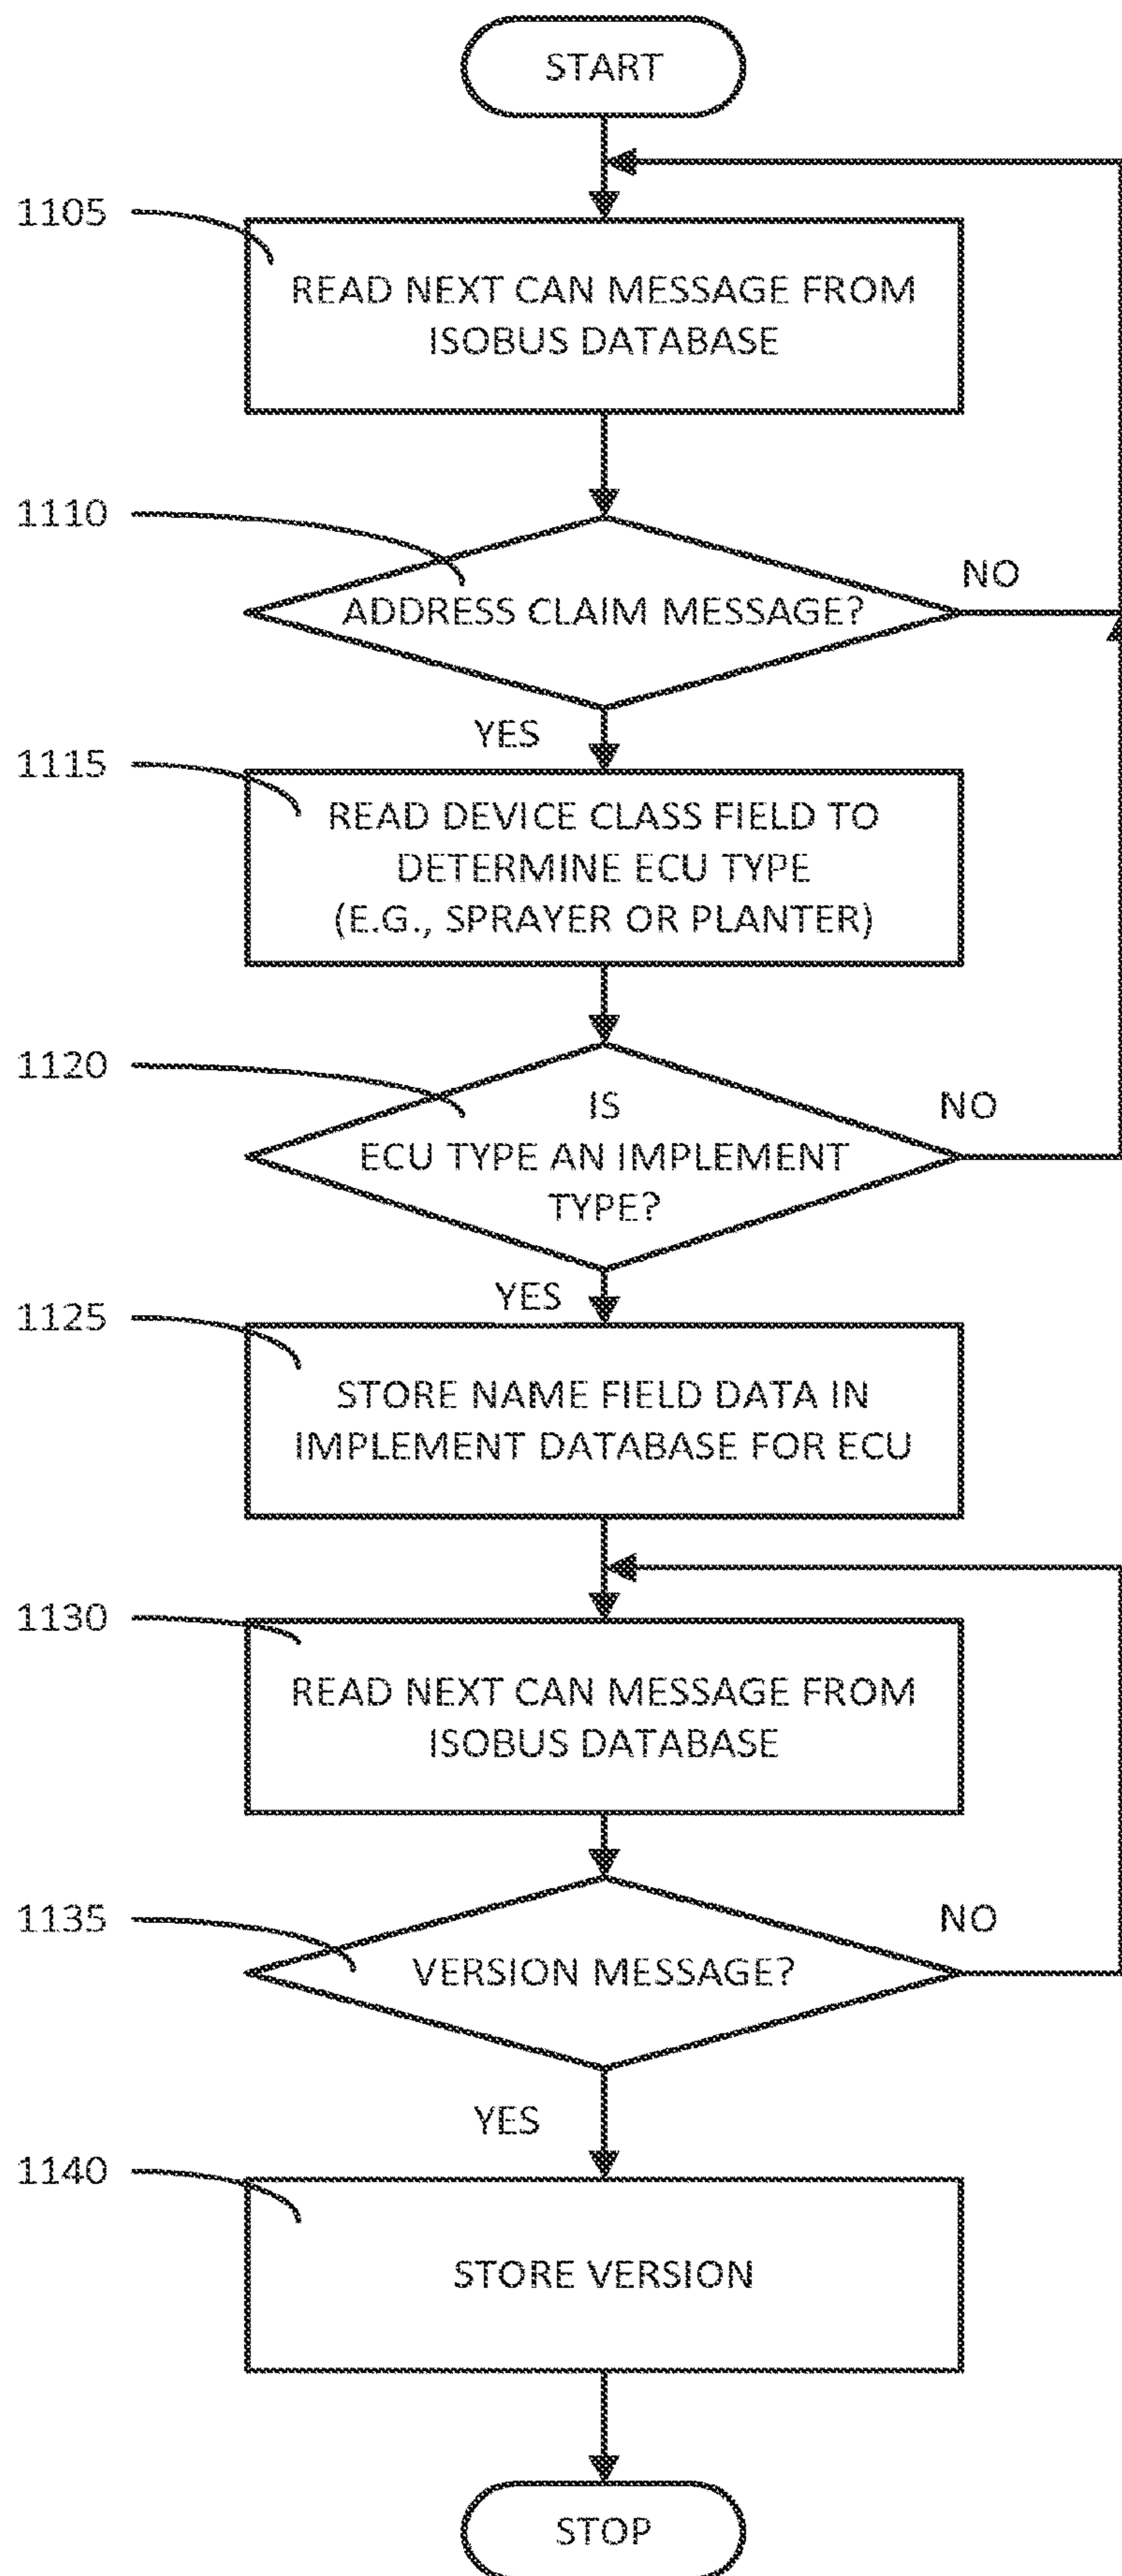 START
1105
READ NEXT CAN MESSAGE FROM
ISOBUS DATABASE
1110
NO
ADDRESS CLAIM MESSAGE?
YES
1115
READ DEVICE CLASS FIELD TO
DETERMINE ECU TYPE
(E.G., SPRAYER OR PLANTER)
1120
IS
NO
ECU TYPE AN IMPLEMENT
TYPE?
YES
1125
STORE NAME FIELD DATA IN
IMPLEMENT DATABASE FOR ECU
1130
READ NEXT CAN MESSAGE FROM
ISOBUS DATABASE
1135
NO
VERSION MESSAGE?
YES
1140
STORE VERSION
STOP